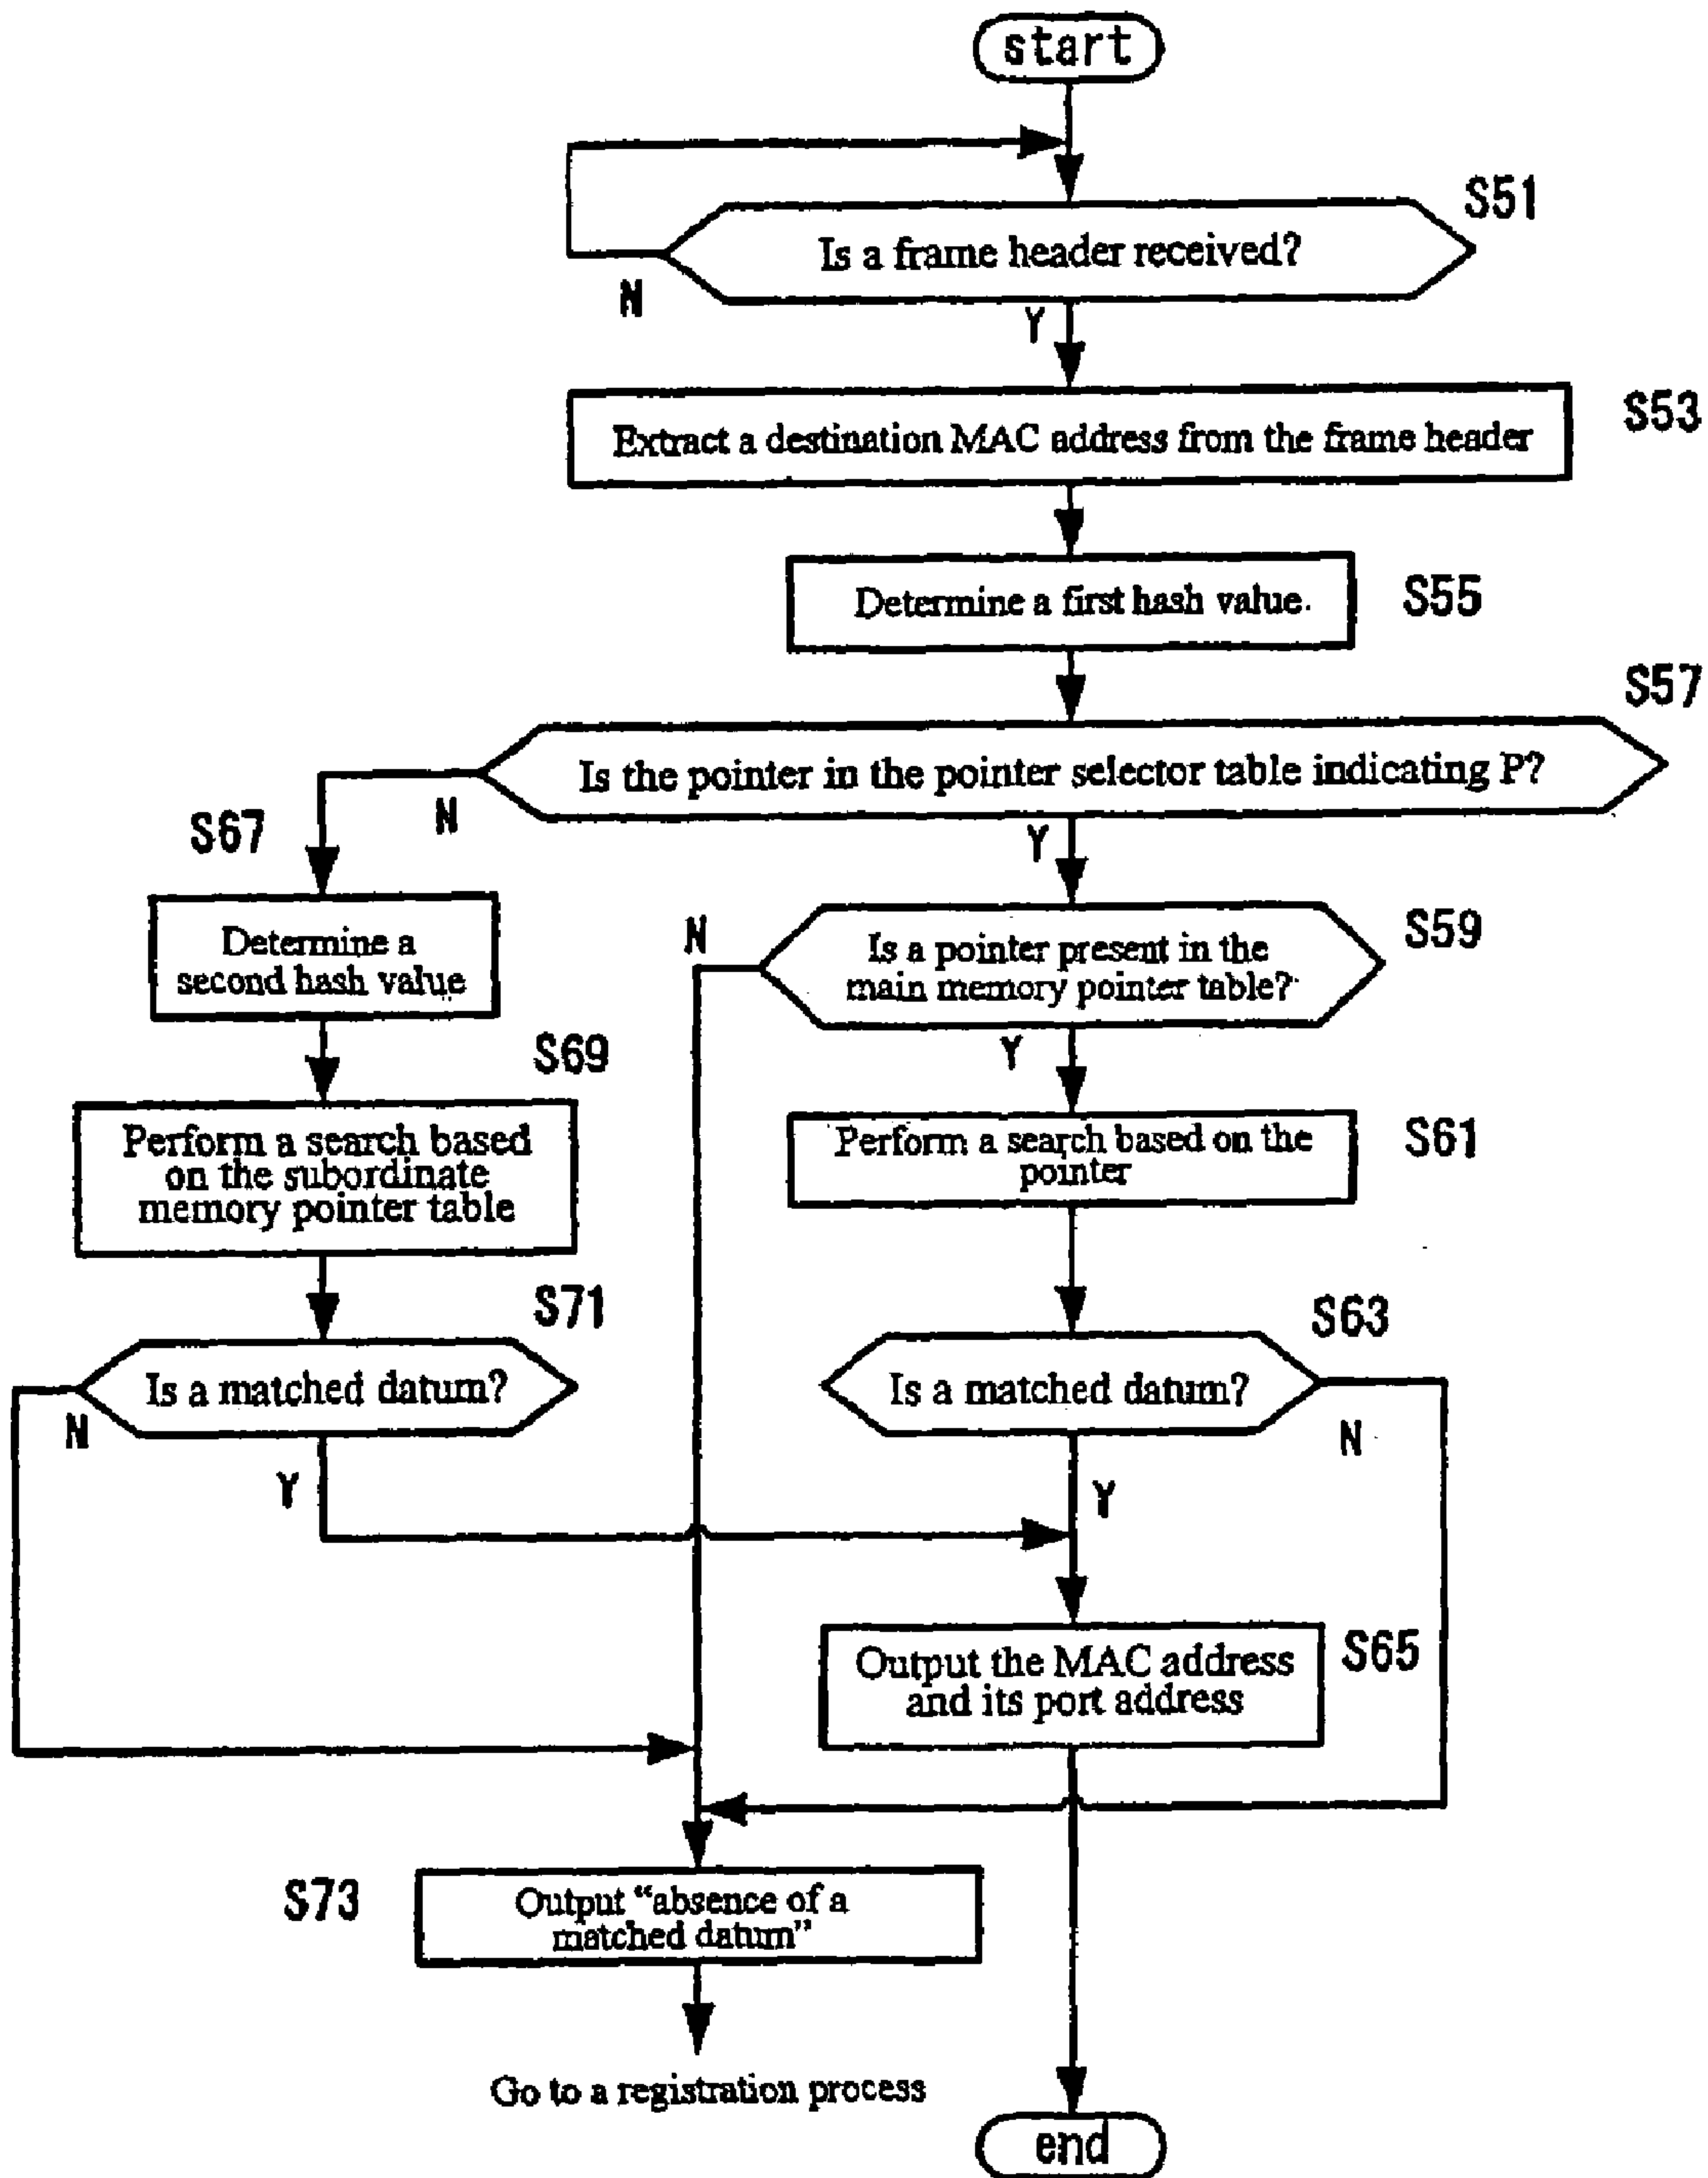 start
S51
Is a frame header received?
N
Y
S53
Extract a destination MAC address from the frame header
Determine a first hash value.
S55
S57
Is the pointer in the pointer selector table indicating P?
N
Y
S67
S59
N
Is a pointer present in the
main memory pointer table?
Determine a
second hash value
Y
S69
S61
Perform a search based on the
pointer
Perform a search based
on the subordinate
memory pointer table
S71
S63
Is a matched datum?
Is a matched datum?
N
N
Y
Y
Output the MAC address
and its port address
S65
S73
Output “absence of a
matched datum”
Go to a registration process
end